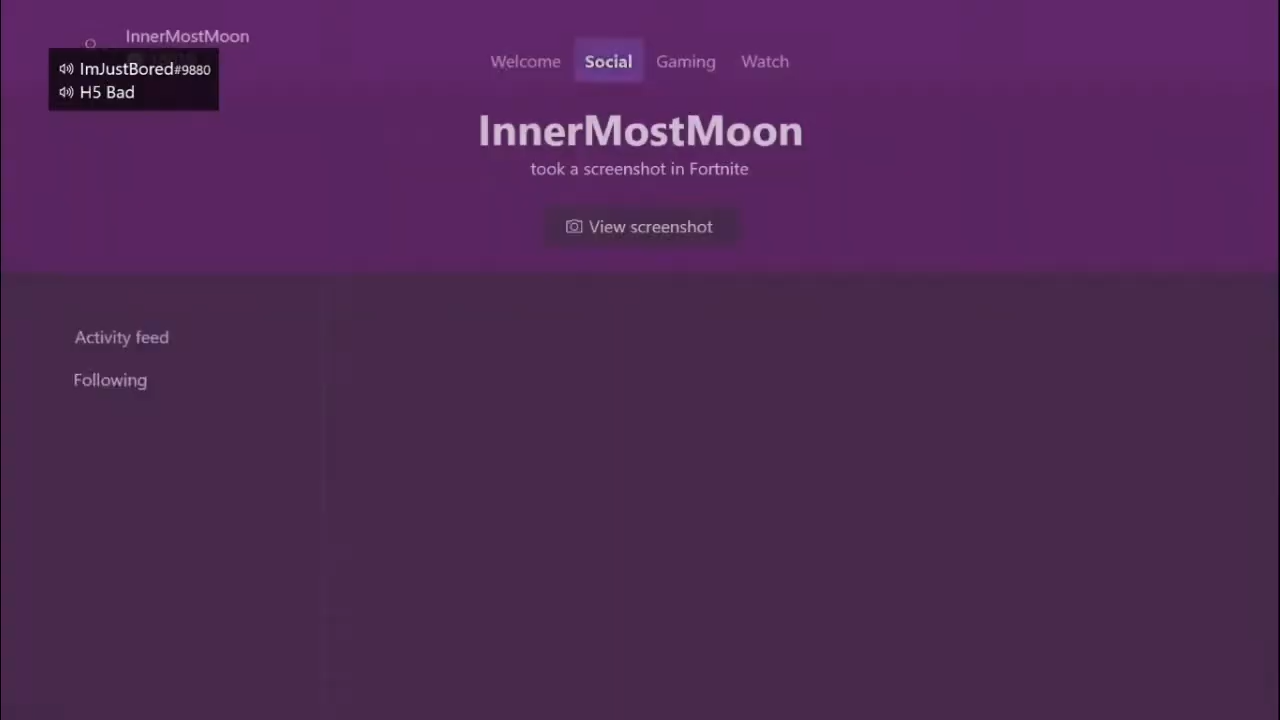 InnerMostMoon
ImJustBored#9880
H5 Bad
Welcome Social Gaming Watch
InnerMostMoon
took a screenshot in Fortnite
View screenshot
Activity feed
Following